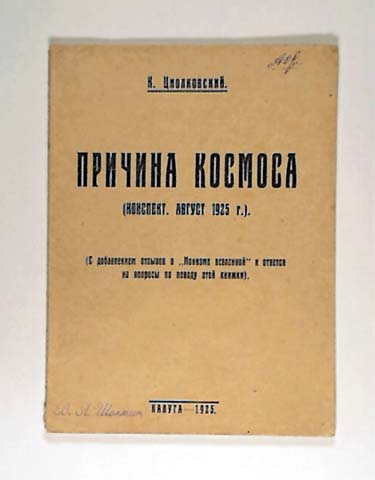 К. Циолковский.
ПРИЧИНА КОСМОСА
(КОНСПЕКТ. АВГУСТ 1925 г.).
(С добавлением отзывов о „Монизме вселенной" и ответов
на вопросы по поводу этой книжки).
КАЛУГА—1925.